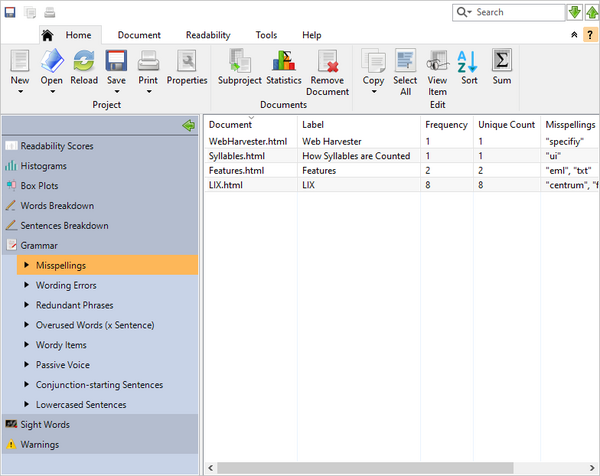 Search
Home Document Readability Tools Help
?
New Open Reload Save Print Properties Subproject Statistics Remove Document Copy Select All View Item Sort Sum
Project Documents Edit
Document Label Frequency Unique Count Misspellings
WebHarvester.html Web Harvester 1 1 "specifiy"
Syllables.html How Syllables are Counted 1 1 "ui"
Features.html Features 2 2 "eml", "txt"
LIX.html LIX 8 8 "centrum", "f
Readability Scores
Histograms
Box Plots
Words Breakdown
Sentences Breakdown
Grammar
Misspellings
Wording Errors
Redundant Phrases
Overused Words (x Sentence)
Wordy Items
Passive Voice
Conjunction-starting Sentences
Lowercased Sentences
Sight Words
Warnings